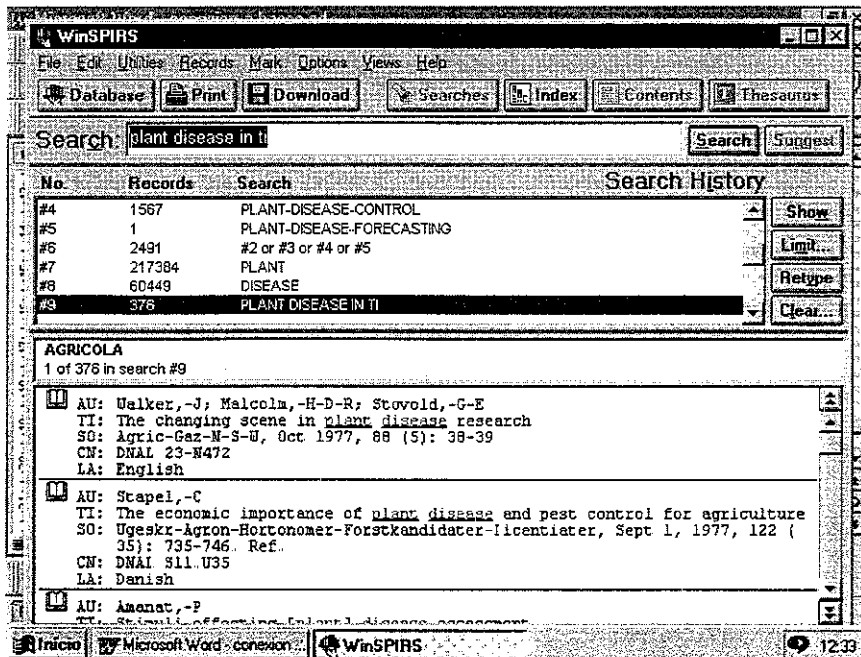 WinSPIRS
File Edit Utilities Records Mark Options Views Help
Database Print Download Searches Index Contents Thesaurus
Search: plant disease in ti Search Suggest
No. Records Search Search History
#4 1567 PLANT-DISEASE-CONTROL Show
#5 1 PLANT-DISEASE-FORECASTING
#6 2491 #2 or #3 or #4 or #5 Limit...
#7 217384 PLANT
#8 60449 DISEASE Retype
#9 376 PLANT DISEASE IN TI Clear...
AGRICOLA
1 of 376 in search #9
AU: Walker,-J; Malcolm,-H-D-R; Stovold,-G-E
TI: The changing scene in plant disease research
SO: Agric-Gaz-N-S-W, Oct 1977, 88 (5): 38-39
CN: DNAL 23-N472
LA: English
AU: Stapel,-C
TI: The economic importance of plant disease and pest control for agriculture
SO: Ugeskr-Agron-Hortonomer-Forstkandidater-Licentiater, Sept 1, 1977, 122 (
35): 735-746. Ref.
CN: DNAL S11.U35
LA: Danish
AU: Amanat,-P
TI: Stimuli effecting [plant] disease assessment
Inicio Microsoft Word - conexion ... WinSPIRS 12:33